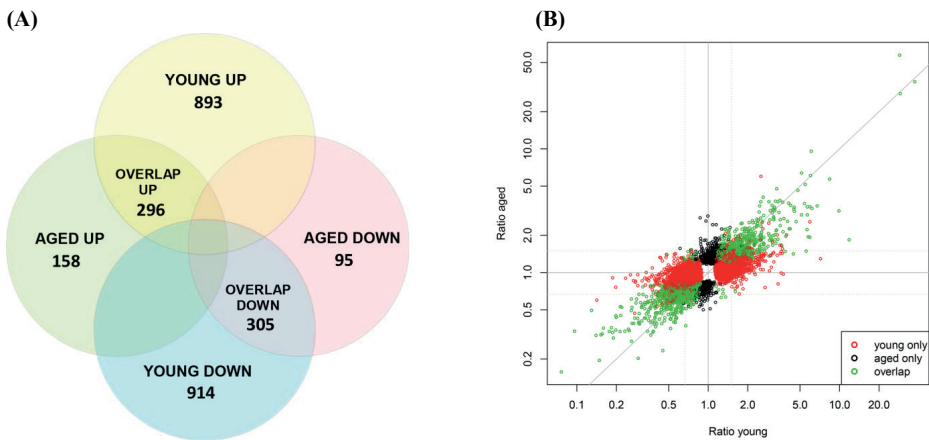 (A)
YOUNG UP
893
OVERLAP
UP
296
AGED UP
158
AGED DOWN
95
OVERLAP
DOWN
305
YOUNG DOWN
914
(B)
Ratio aged
50.0
20.0
10.0
5.0
2.0
1.0
0.5
0.2
0.1
0.2
0.5
1.0
2.0
5.0
10.0
20.0
Ratio young
young only
aged only
overlap